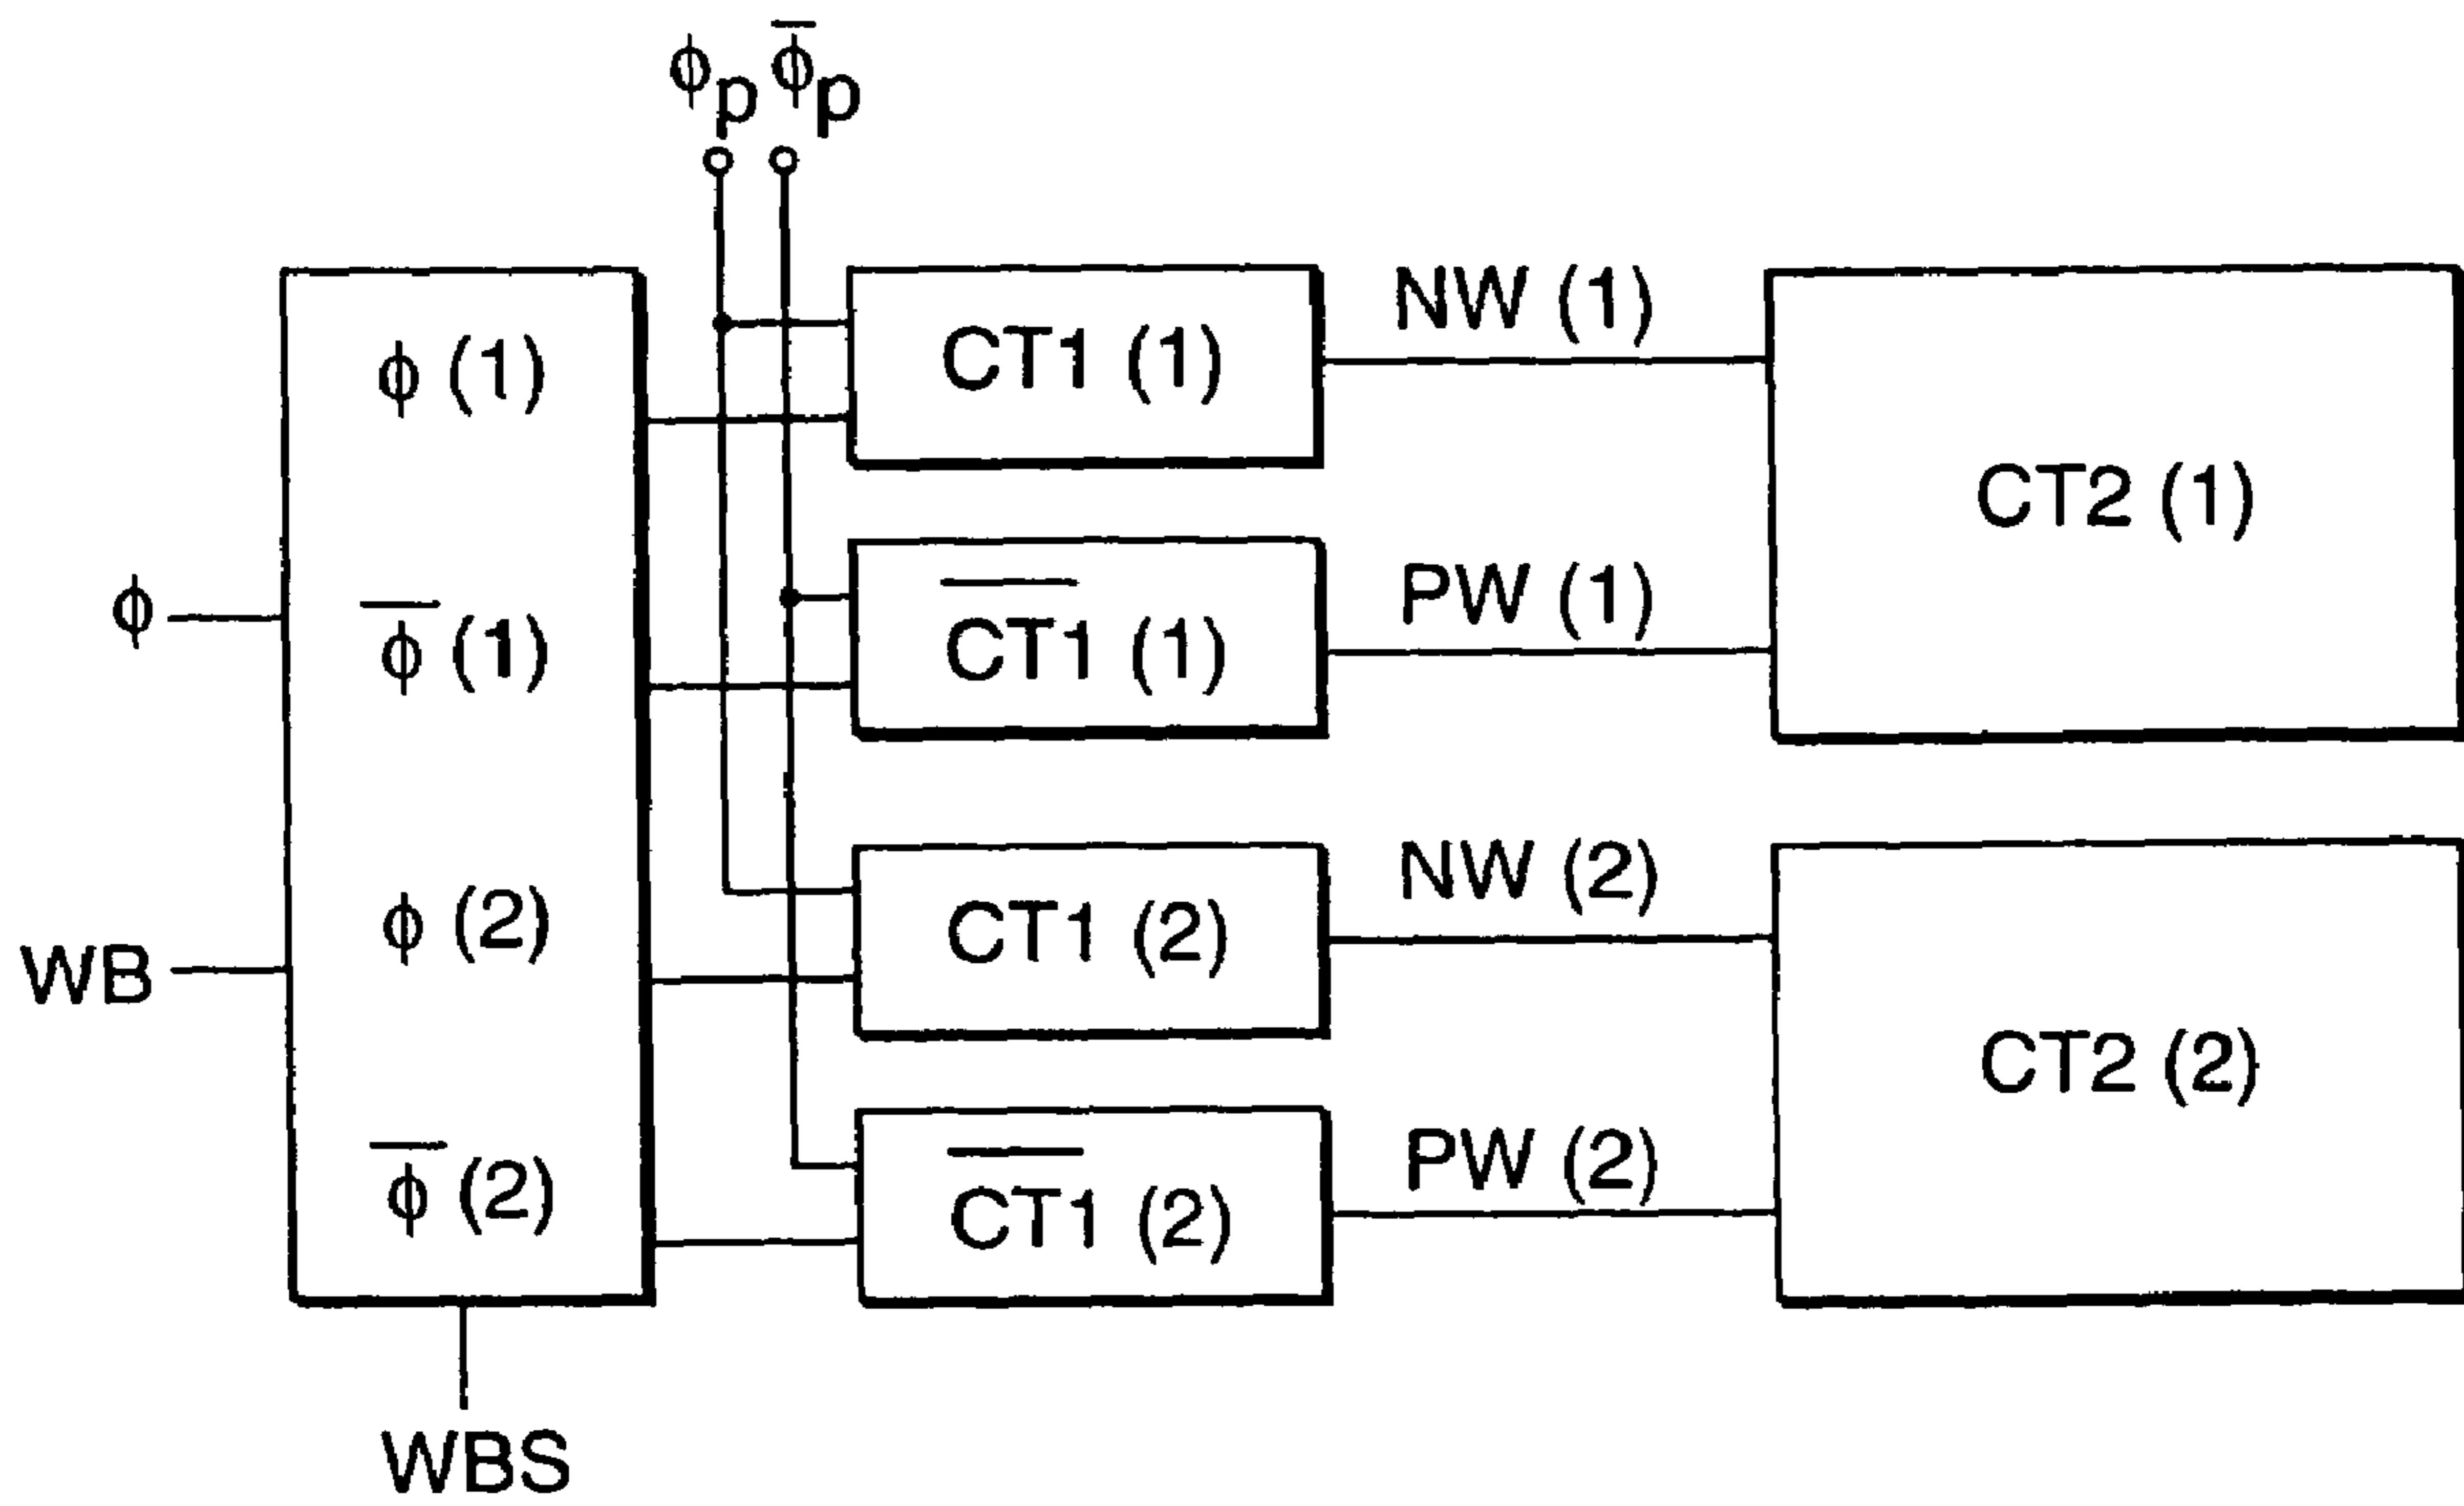 ϕp ϕ̅p
ϕ (1)
CT1 (1)
NW (1)
CT2 (1)
ϕ
ϕ̅ (1)
C̅T̅1̅ (1)
PW (1)
WB
ϕ (2)
CT1 (2)
NW (2)
CT2 (2)
ϕ̅ (2)
C̅T̅1̅ (2)
PW (2)
WBS